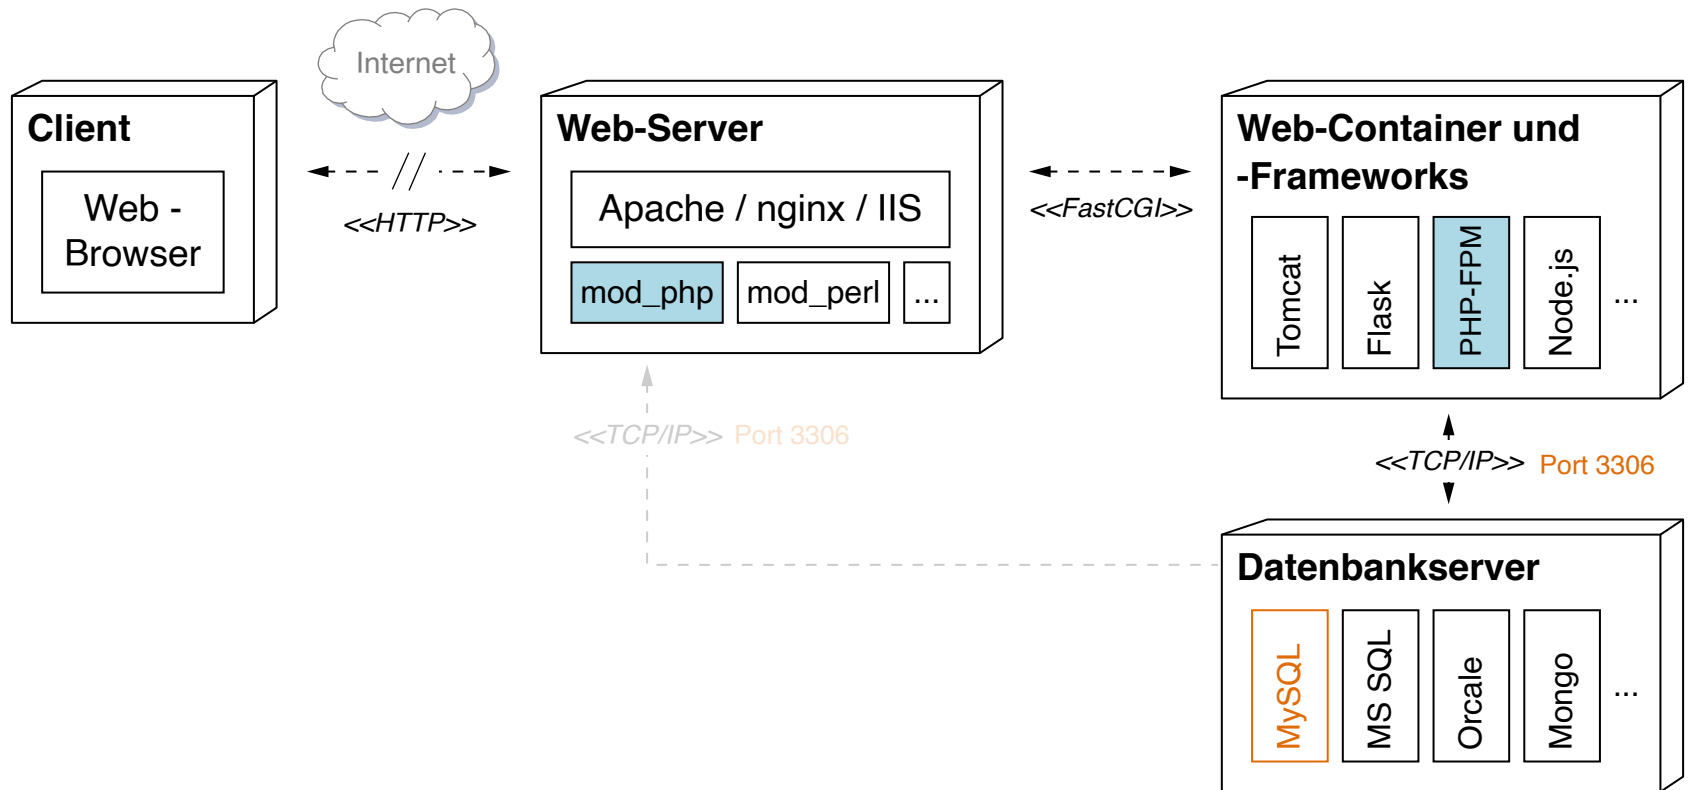 Internet
Client
Web -
Browser
<<HTTP>>
Web-Server
Apache / nginx / IIS
mod_php
mod_perl
...
<<FastCGI>>
Web-Container und
-Frameworks
Tomcat
Flask
PHP-FPM
Node.js
...
<<TCP/IP>> Port 3306
<<TCP/IP>> Port 3306
Datenbankserver
MySQL
MS SQL
Orcale
Mongo
...